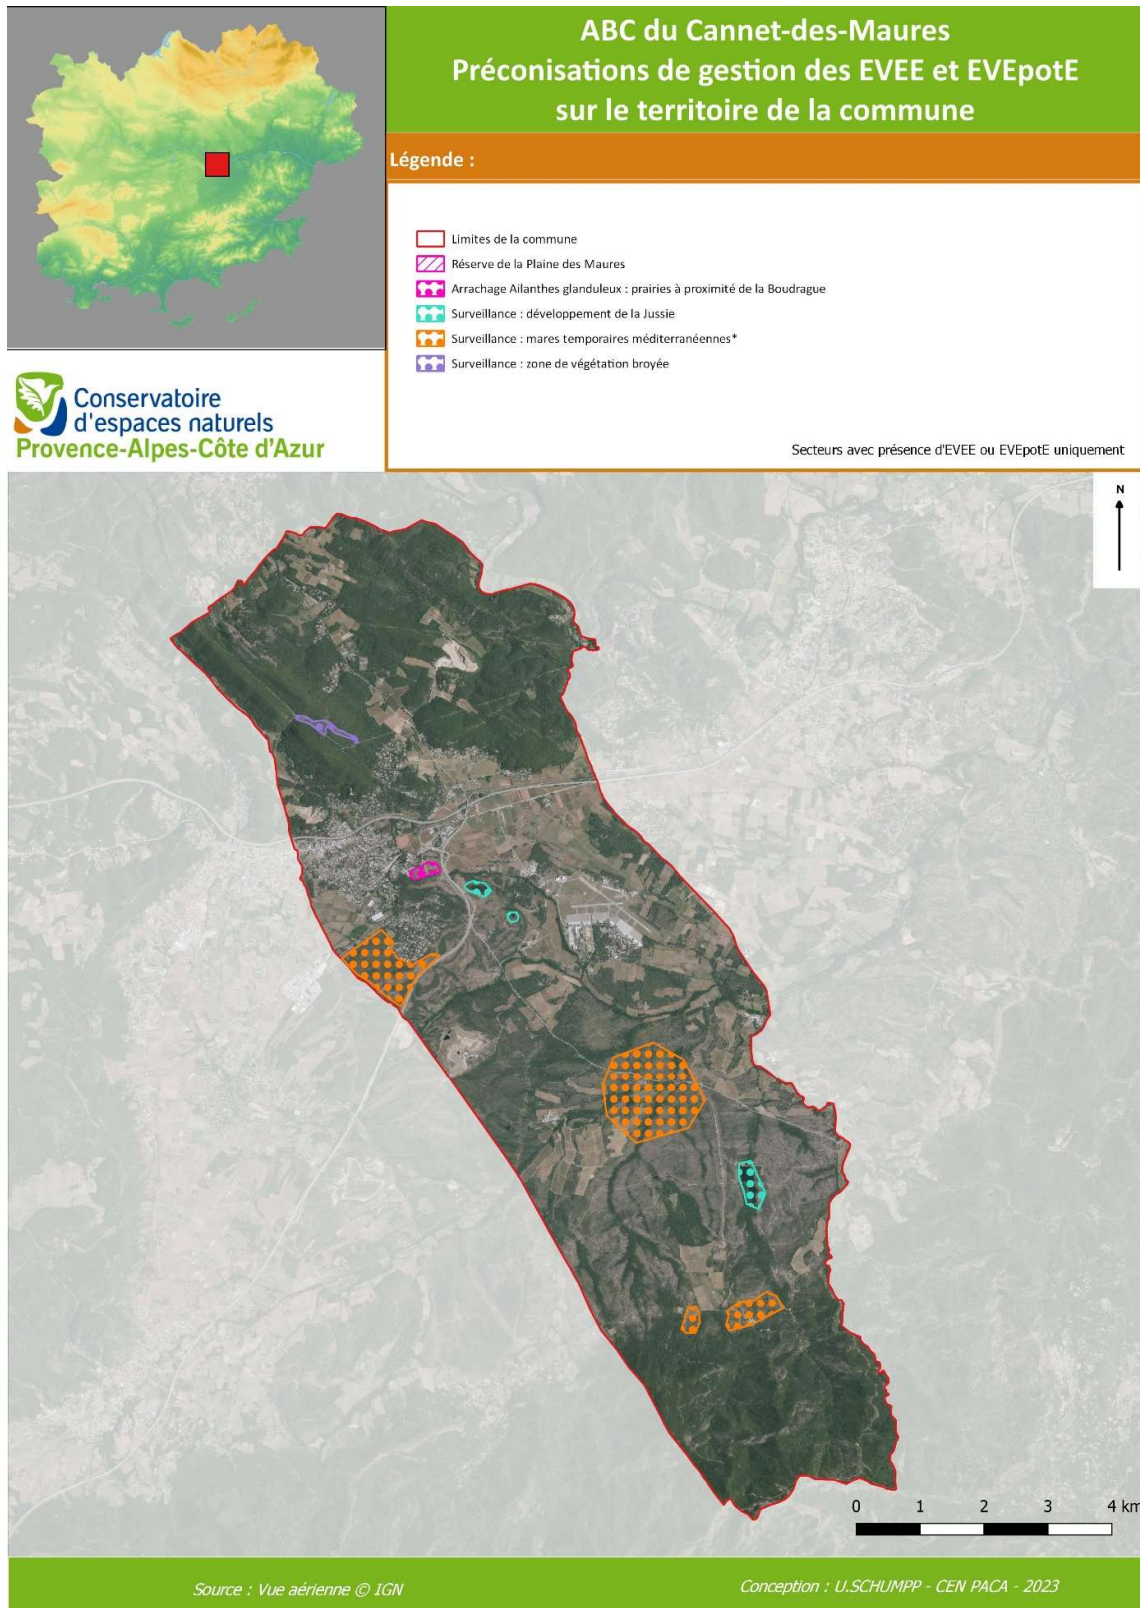 ABC du Cannet-des-Maures
Préconisations de gestion des EVEE et EVEpotE
sur le territoire de la commune
Légende :
Limites de la commune
Réserve de la Plaine des Maures
Arrachage Ailanthes glanduleux : prairies à proximité de la Boudrague
Surveillance : développement de la Jussie
Surveillance : mares temporaires méditerranéennes*
Surveillance : zone de végétation broyée
Secteurs avec présence d'EVEE ou EVEpotE uniquement
Conservatoire
d'espaces naturels
Provence-Alpes-Côte d'Azur
N
0 1 2 3 4 km
Source : Vue aérienne © IGN
Conception : U.SCHUMPP - CEN PACA - 2023